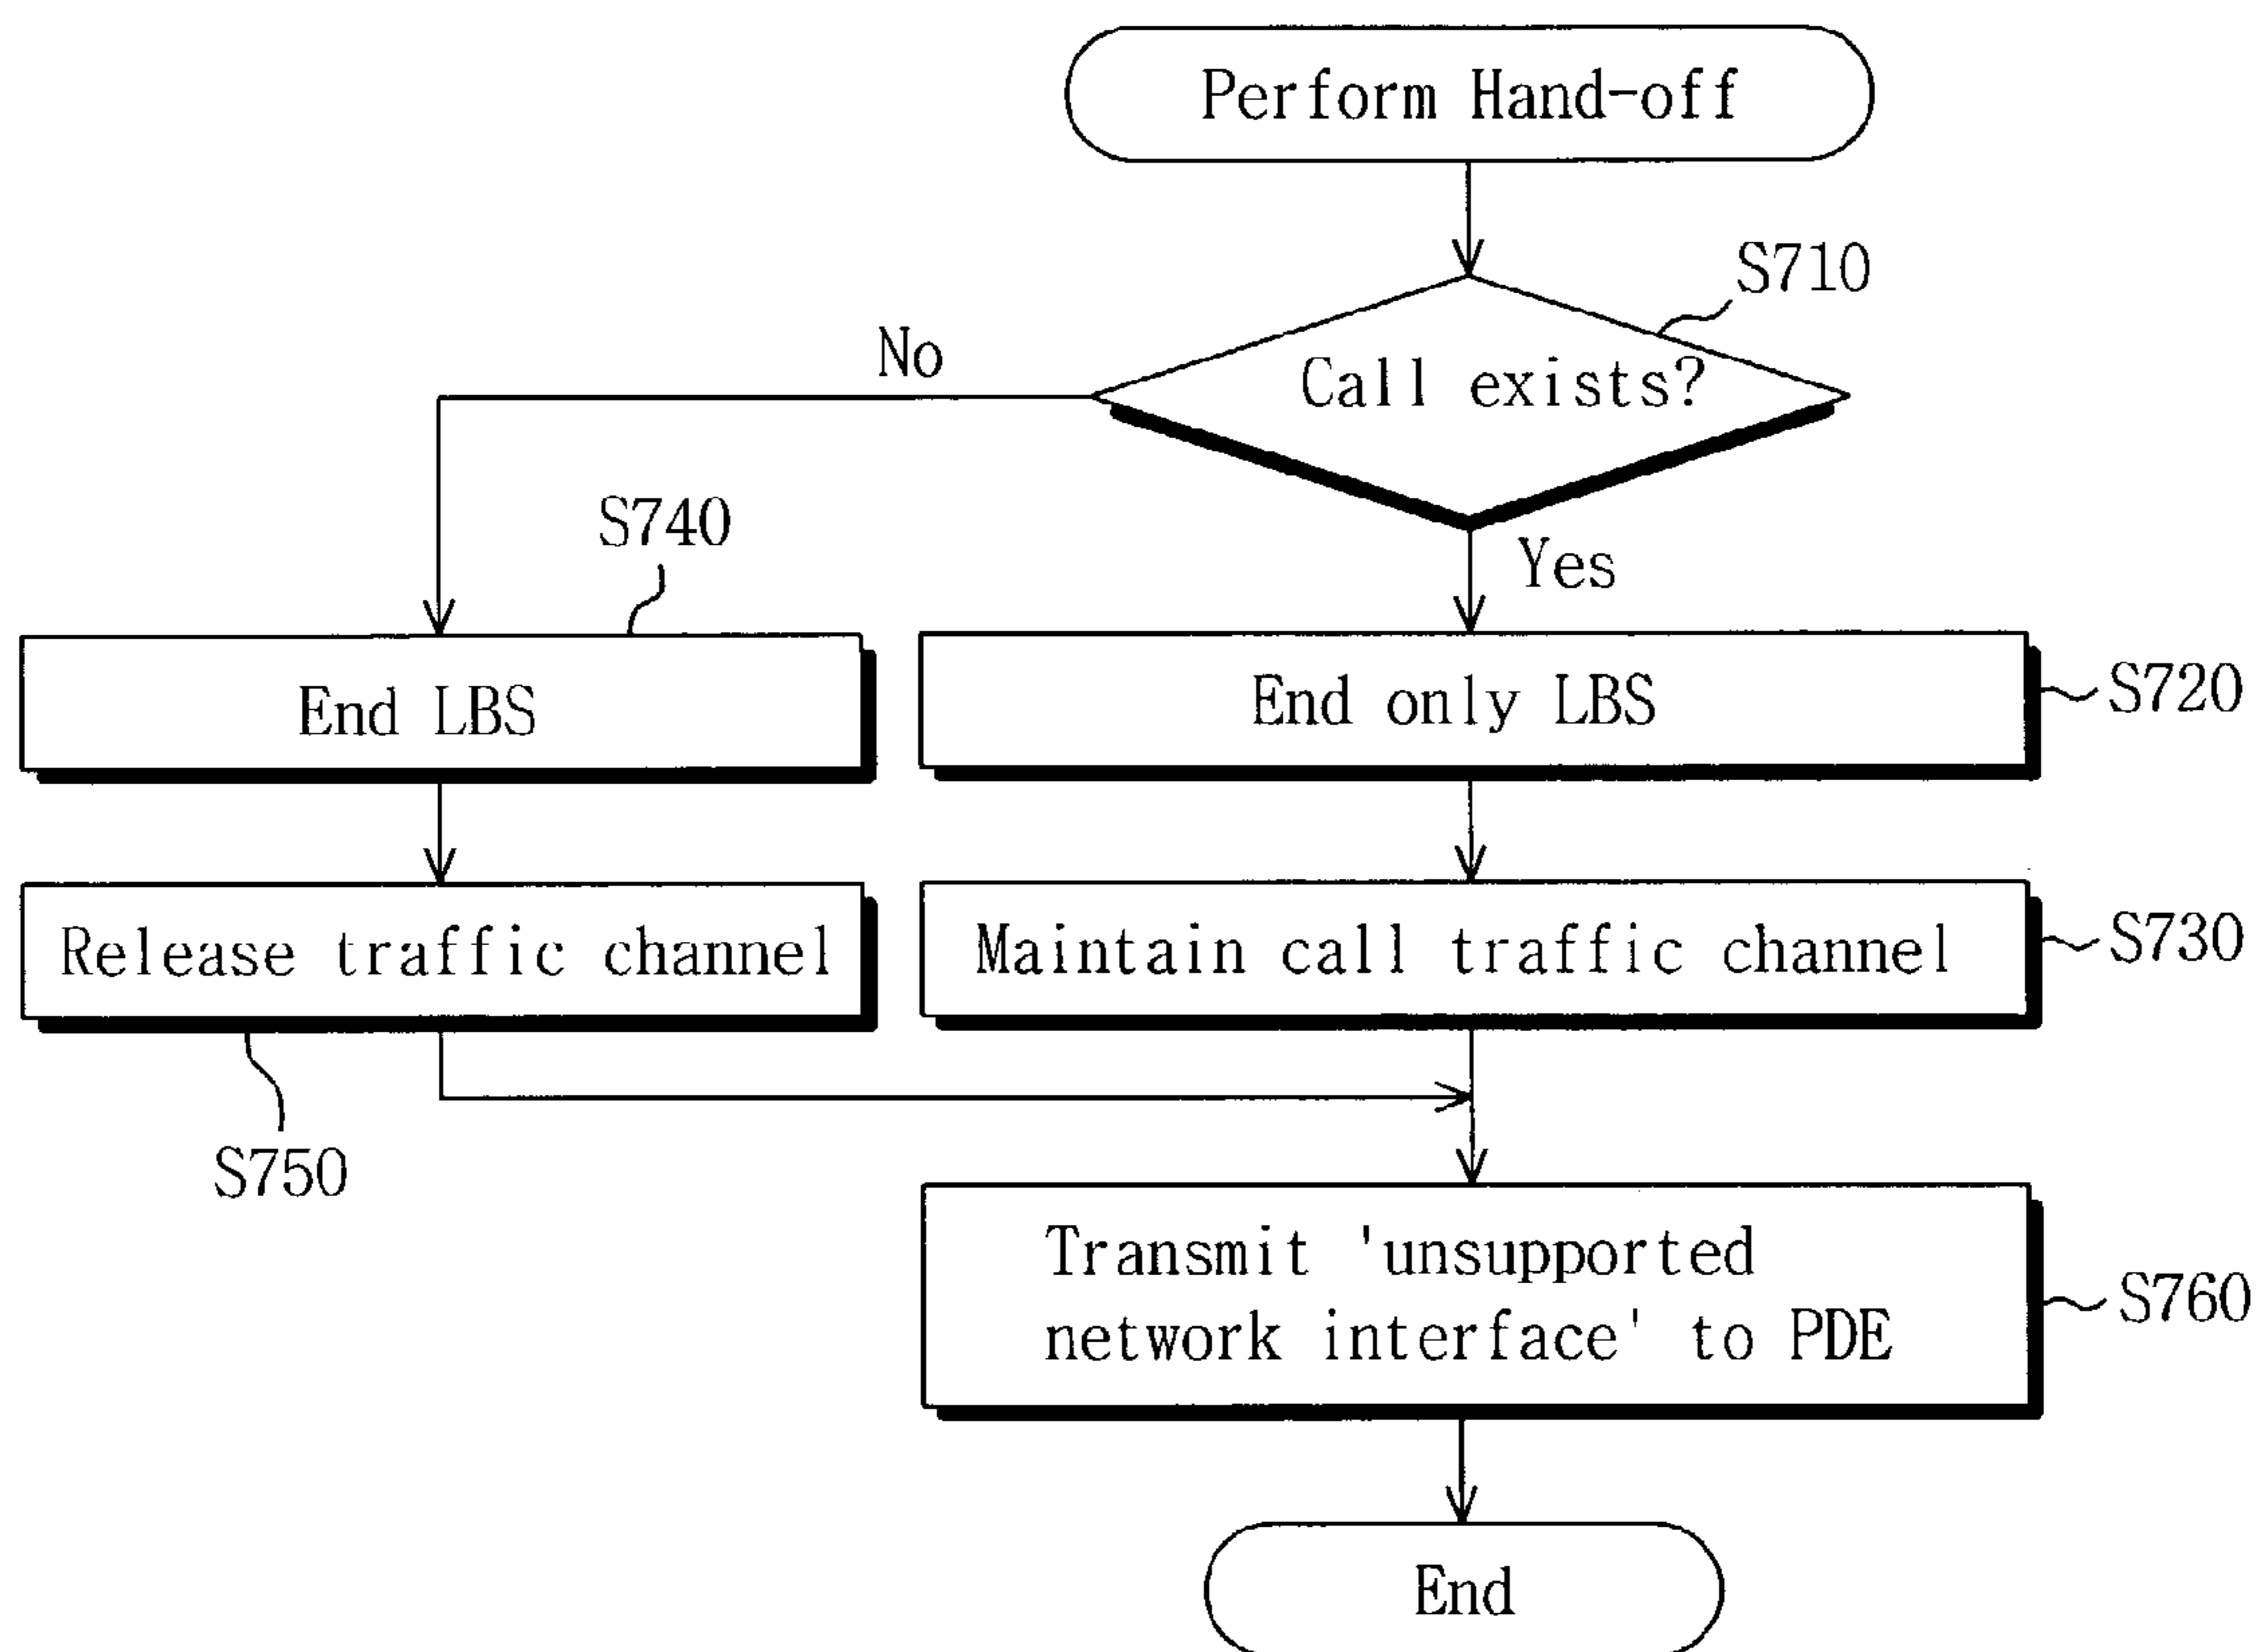 Perform Hand-off
S710
Call exists?
No
Yes
S740
End LBS
End only LBS
S720
Release traffic channel
Maintain call traffic channel
S730
S750
Transmit 'unsupported
network interface' to PDE
S760
End